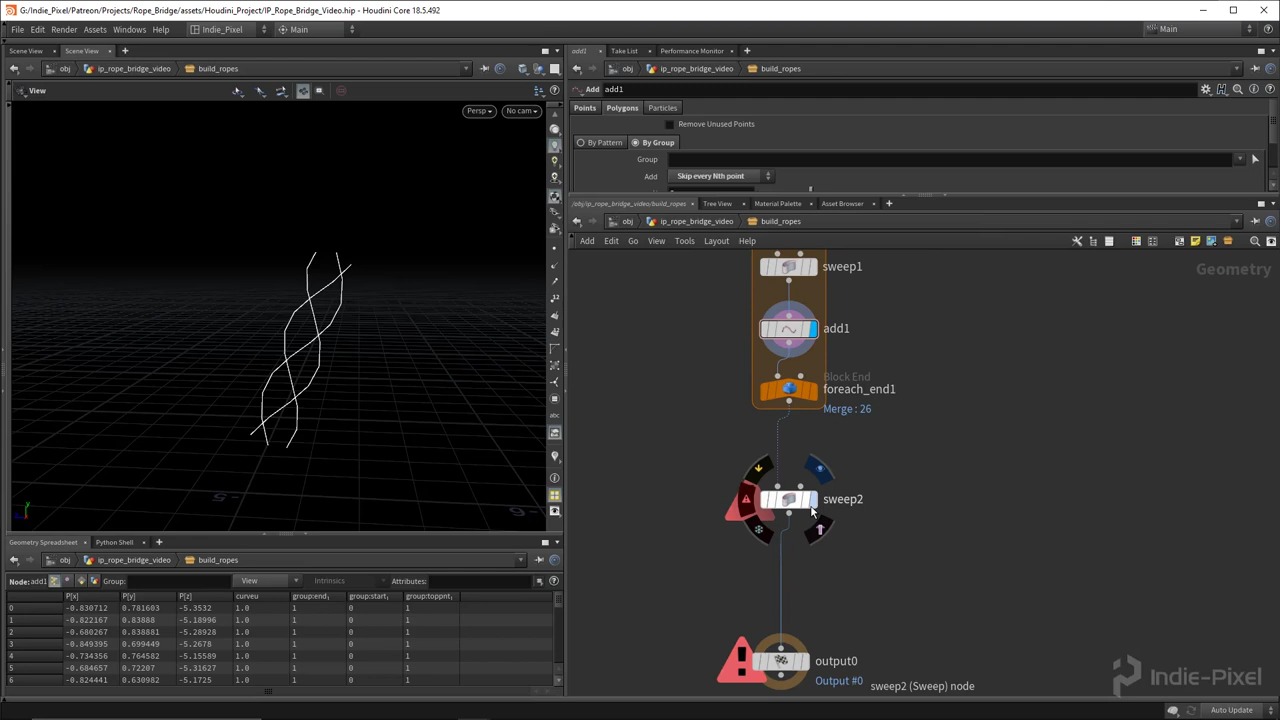 G:/Indie_Pixel/Patreon/Projects/Rope_Bridge/assets/Houdini_Project/IP_Rope_Bridge_Video.hip - Houdini Core 18.5.492
File Edit Render Assets Windows Help Indie_Pixel Main Main
Scene View Scene View add1 Take List Performance Monitor
obj ip_rope_bridge_video build_ropes obj ip_rope_bridge_video build_ropes
View Add add1
Persp No cam Points Polygons Particles
Remove Unused Points
By Pattern By Group
Group
Add Skip every Nth point
/obj/ip_rope_bridge_video/build_ropes Tree View Material Palette Asset Browser
obj ip_rope_bridge_video build_ropes
Add Edit Go View Tools Layout Help
Geometry
sweep1
add1
Block End
foreach_end1
Merge : 26
sweep2
output0
Output #0
sweep2 (Sweep) node
Indie-Pixel
Geometry Spreadsheet Python Shell
obj ip_rope_bridge_video build_ropes
Node: add1 Group: View Intrinsics Attributes:
P[x] P[y] P[z] curveu group:end, group:start, group:toppnt,
0 -0.830712 0.781603 -5.3532 1.0 1 0 1
1 -0.822167 0.83888 -5.18996 1.0 1 0 1
2 -0.680267 0.838881 -5.28928 1.0 1 0 1
3 -0.849395 0.699449 -5.2678 1.0 1 0 1
4 -0.734356 0.764582 -5.15589 1.0 1 0 1
5 -0.684657 0.72207 -5.31627 1.0 1 0 1
6 -0.824441 0.630982 -5.1725 1.0 1 0 1
Auto Update